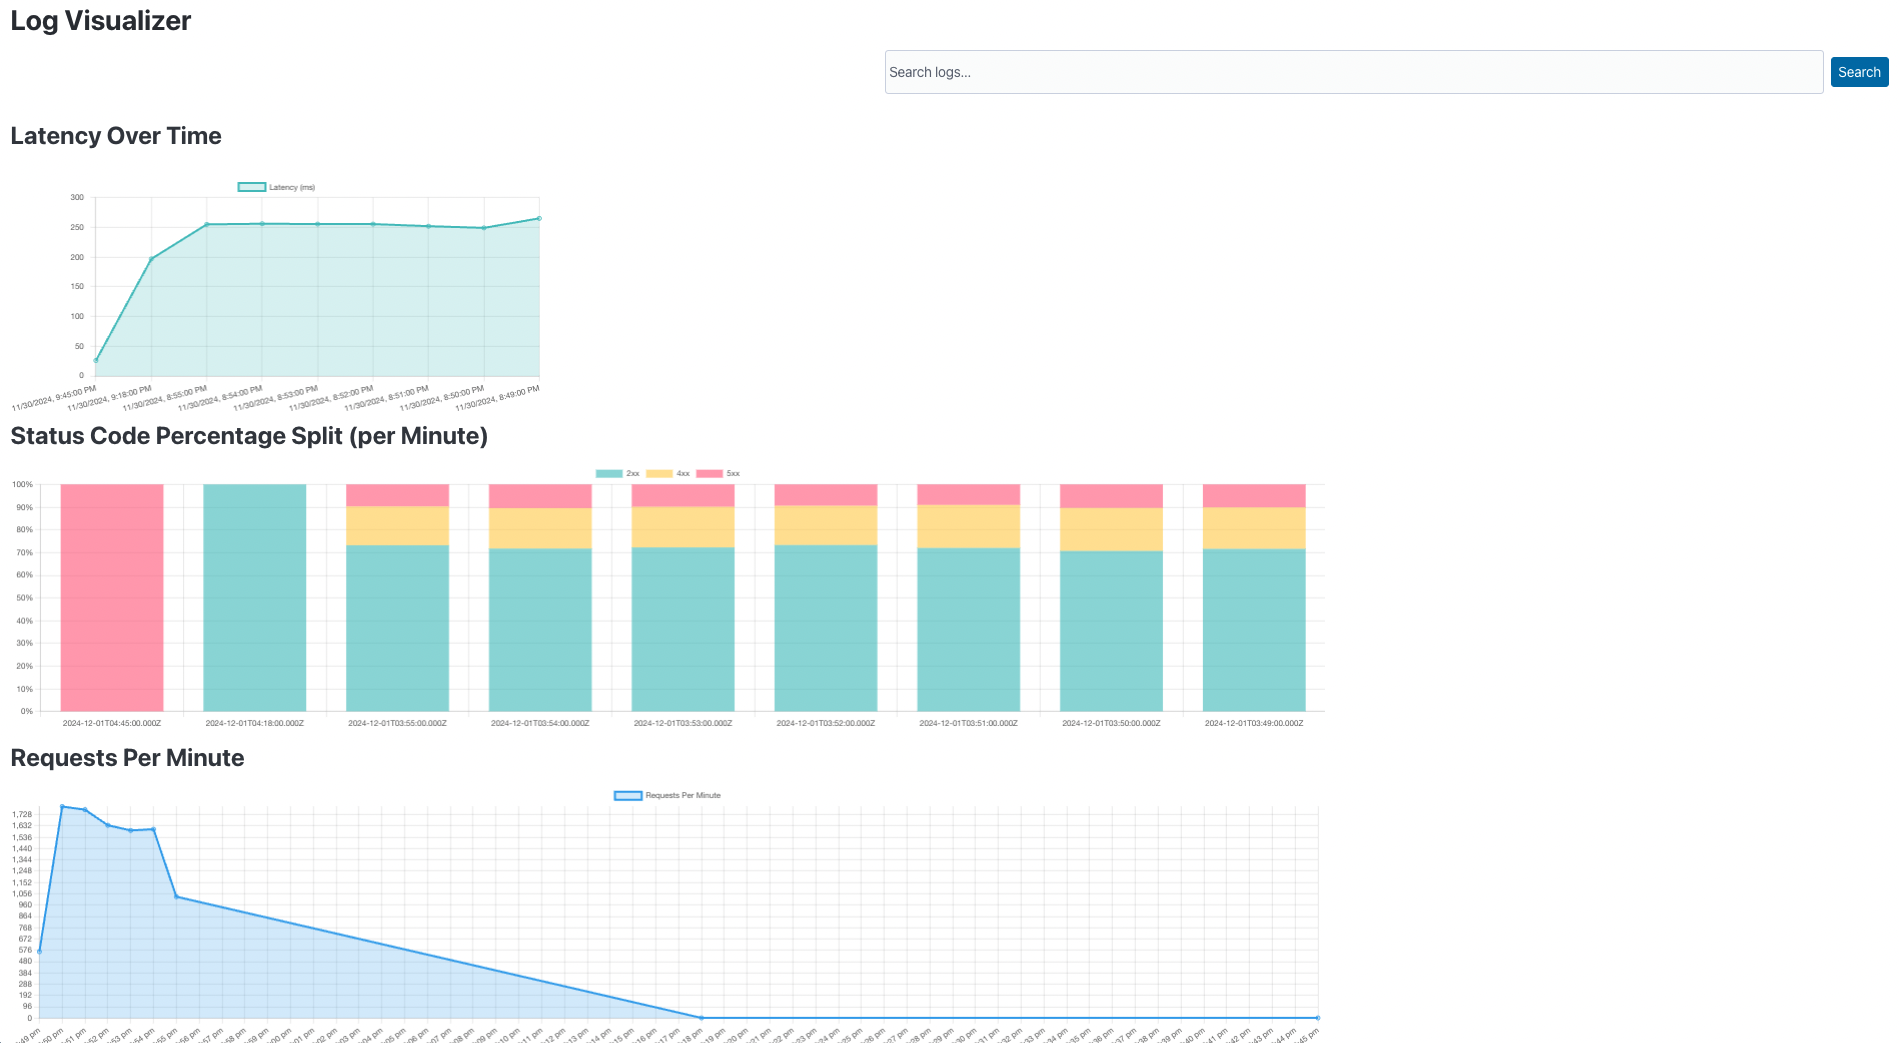 Log Visualizer
Search logs...
Search
Latency Over Time
Latency (ms)
300
250
200
150
100
50
0
11/30/2024, 9:45:00 PM
11/30/2024, 9:18:00 PM
11/30/2024, 8:55:00 PM
11/30/2024, 8:54:00 PM
11/30/2024, 8:53:00 PM
11/30/2024, 8:52:00 PM
11/30/2024, 8:51:00 PM
11/30/2024, 8:50:00 PM
11/30/2024, 8:49:00 PM
Status Code Percentage Split (per Minute)
2xx 4xx 5xx
100%
90%
80%
70%
60%
50%
40%
30%
20%
10%
0%
2024-12-01T04:45:00.000Z 2024-12-01T04:18:00.000Z 2024-12-01T03:55:00.000Z 2024-12-01T03:54:00.000Z 2024-12-01T03:53:00.000Z 2024-12-01T03:52:00.000Z 2024-12-01T03:51:00.000Z 2024-12-01T03:50:00.000Z 2024-12-01T03:49:00.000Z
Requests Per Minute
Requests Per Minute
1,728
1,632
1,536
1,440
1,344
1,248
1,152
1,056
960
864
768
672
576
480
384
288
192
96
0